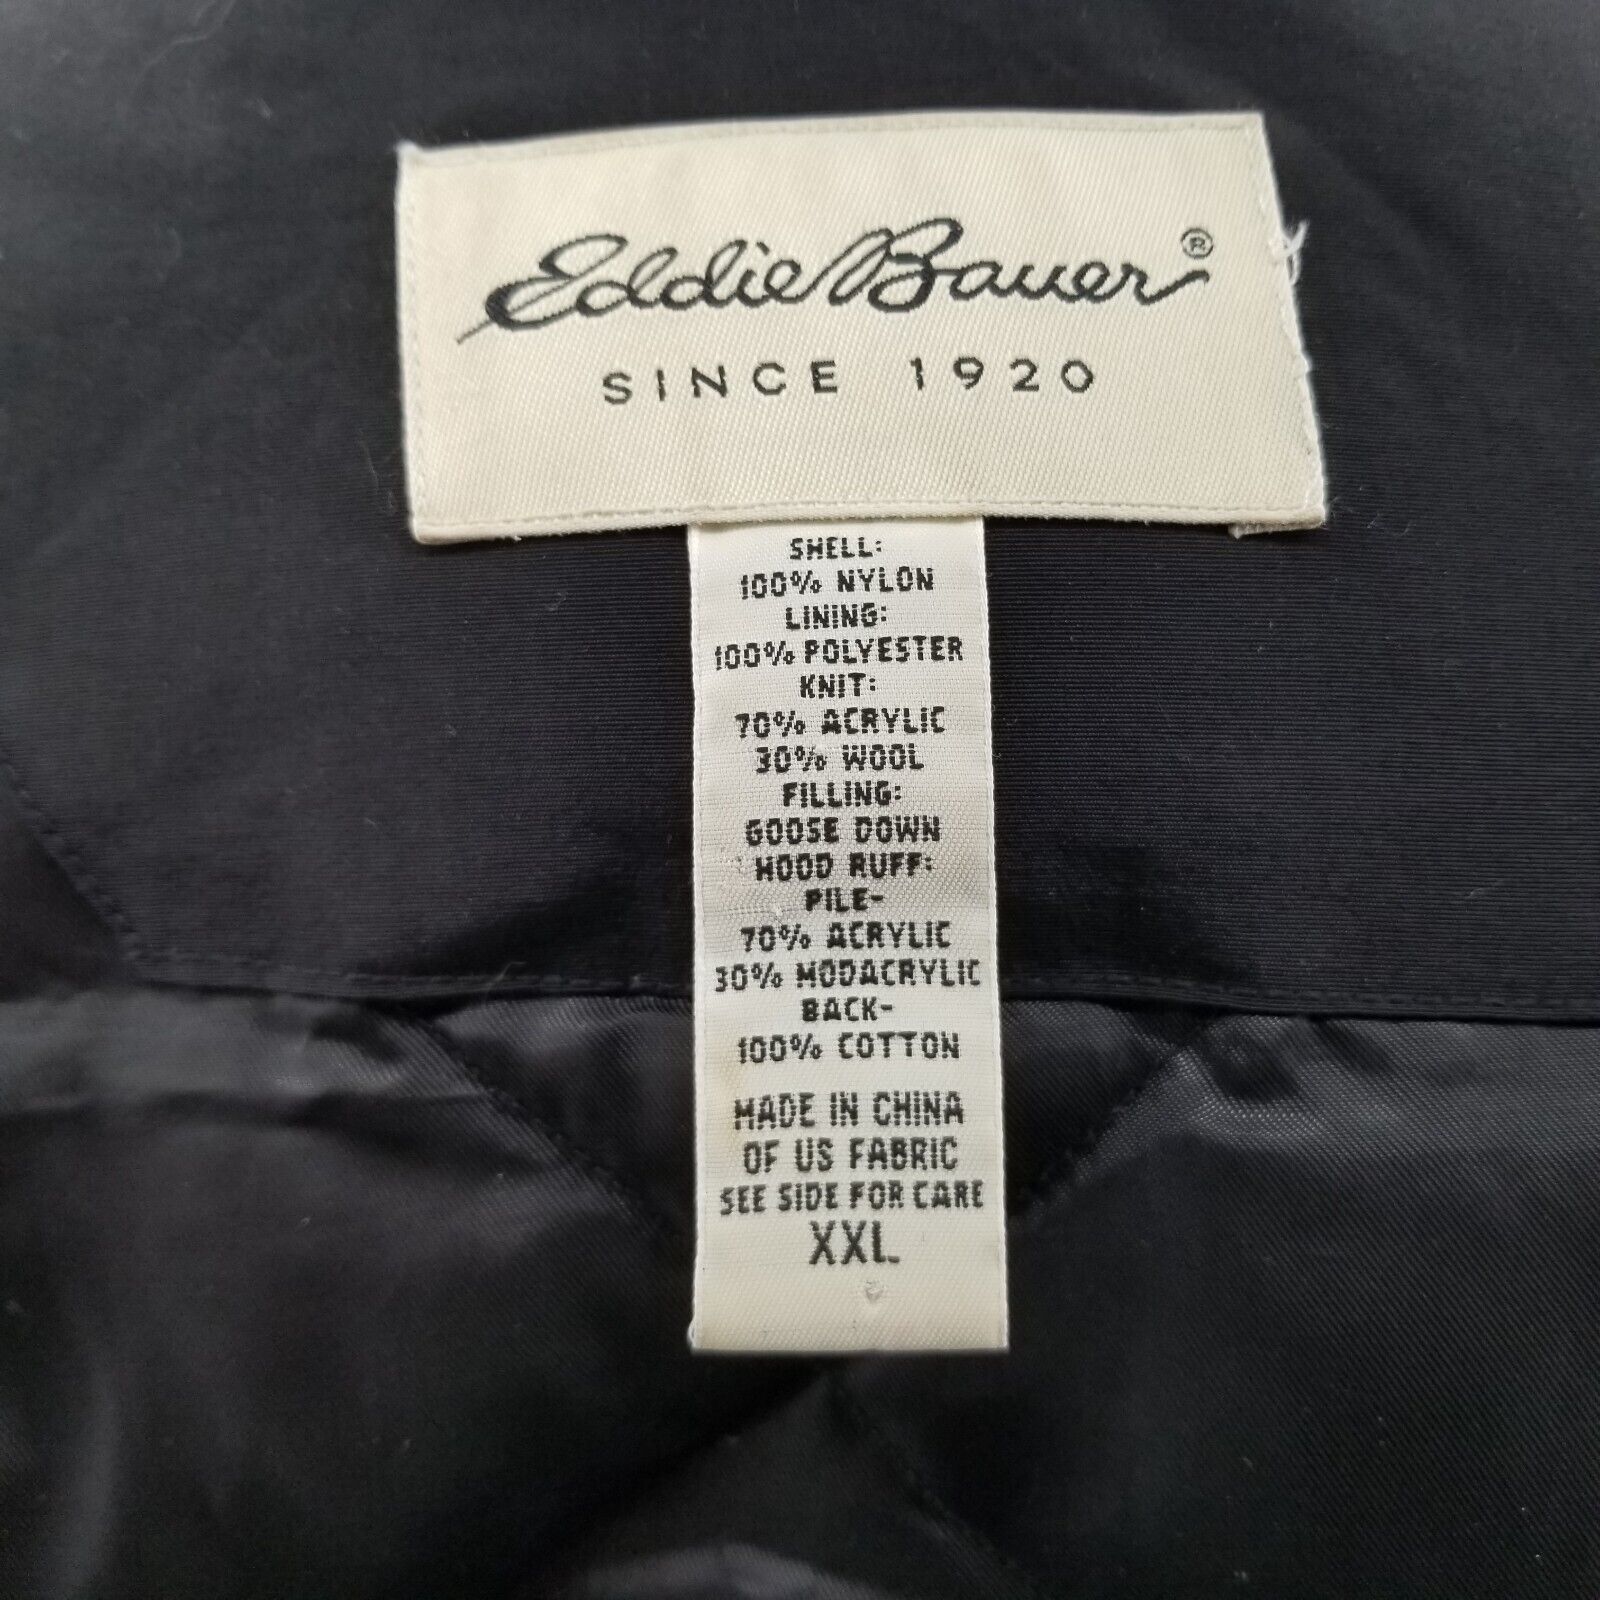 Eddie Bauer®
SINCE 1920
SHELL:
100% NYLON
LINING:
100% POLYESTER
KNIT:
70% ACRYLIC
30% WOOL
FILLING:
GOOSE DOWN
HOOD RUFF:
PILE-
70% ACRYLIC
30% MODACRYLIC
BACK-
100% COTTON
MADE IN CHINA
OF US FABRIC
SEE SIDE FOR CARE
XXL